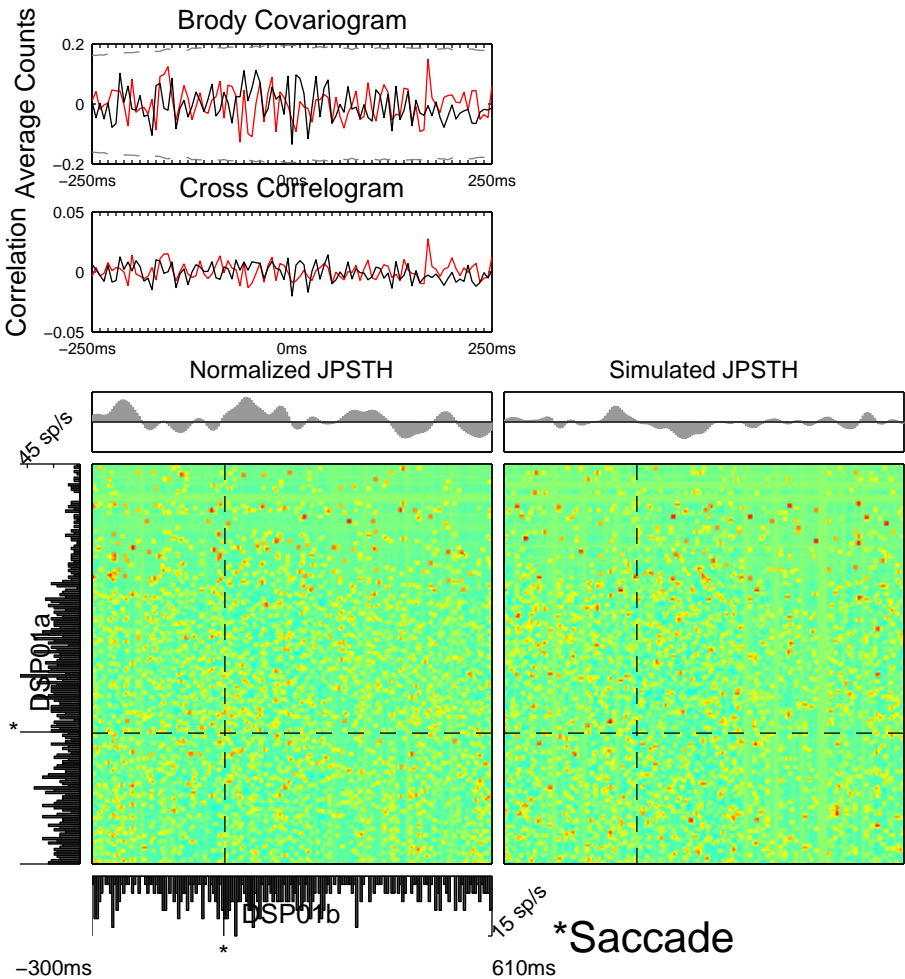 Brody Covariogram
Average Counts
0.2
0
−0.2
−250ms
0ms
250ms
Cross Correlogram
Correlation
0.05
0
−0.05
−250ms
0ms
250ms
Normalized JPSTH
Simulated JPSTH
45 sp/s
DSP01a
*
DSP01b
15 sp/s
*
*Saccade
−300ms
610ms